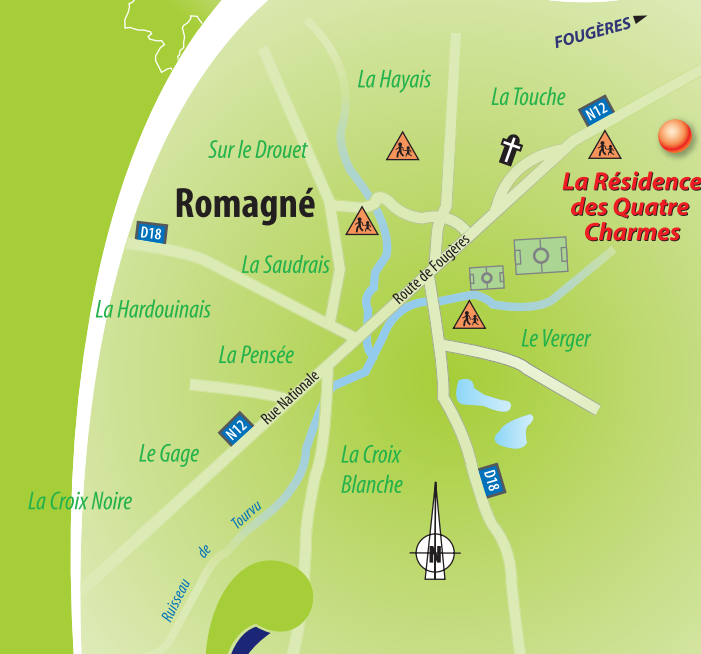 FOUGÈRES
La Hayais
La Touche
N12
Sur le Drouet
La Résidence
des Quatre
Charmes
Romagné
D18
La Saudrais
Route de Fougères
La Hardouinais
La Pensée
Le Verger
Rue Nationale
N12
Le Gage
La Croix
Blanche
D18
La Croix Noire
Ruisseau de Tourvu
N